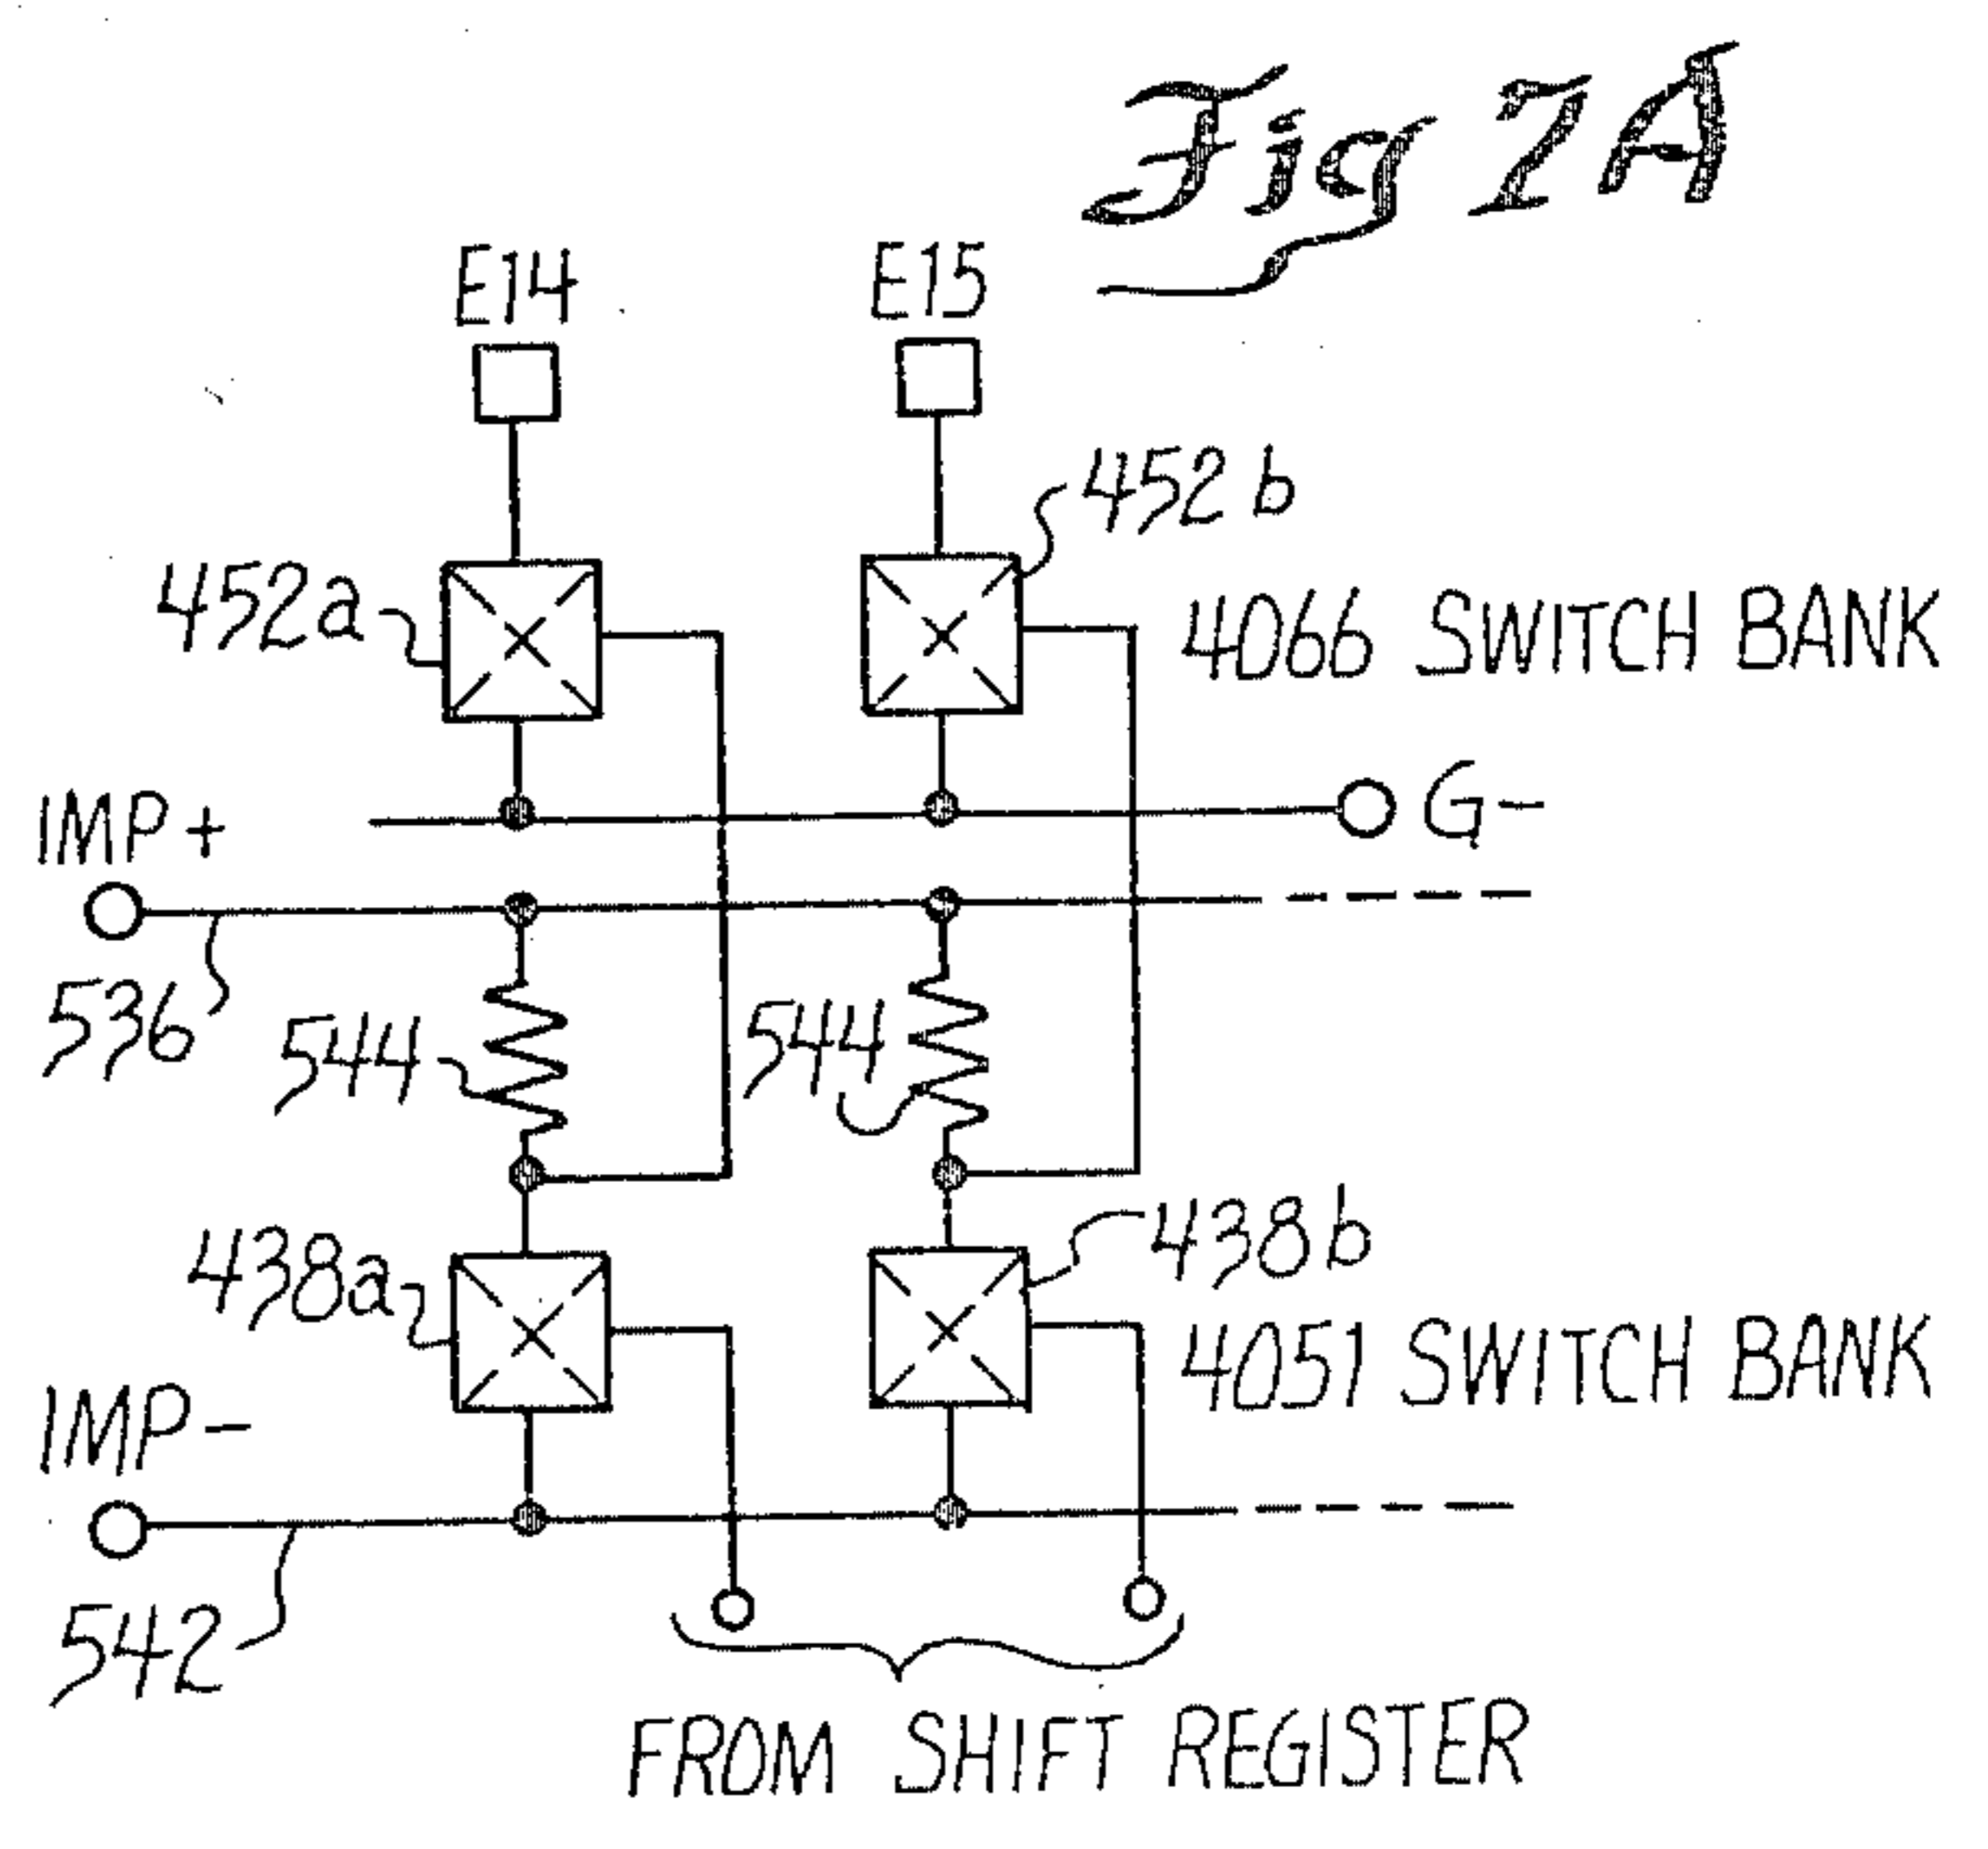 Fig 7A
E14
E15
452b
452a
4066 SWITCH BANK
IMP+
G-
536
544
544
438b
438a
4051 SWITCH BANK
IMP-
542
FROM SHIFT REGISTER